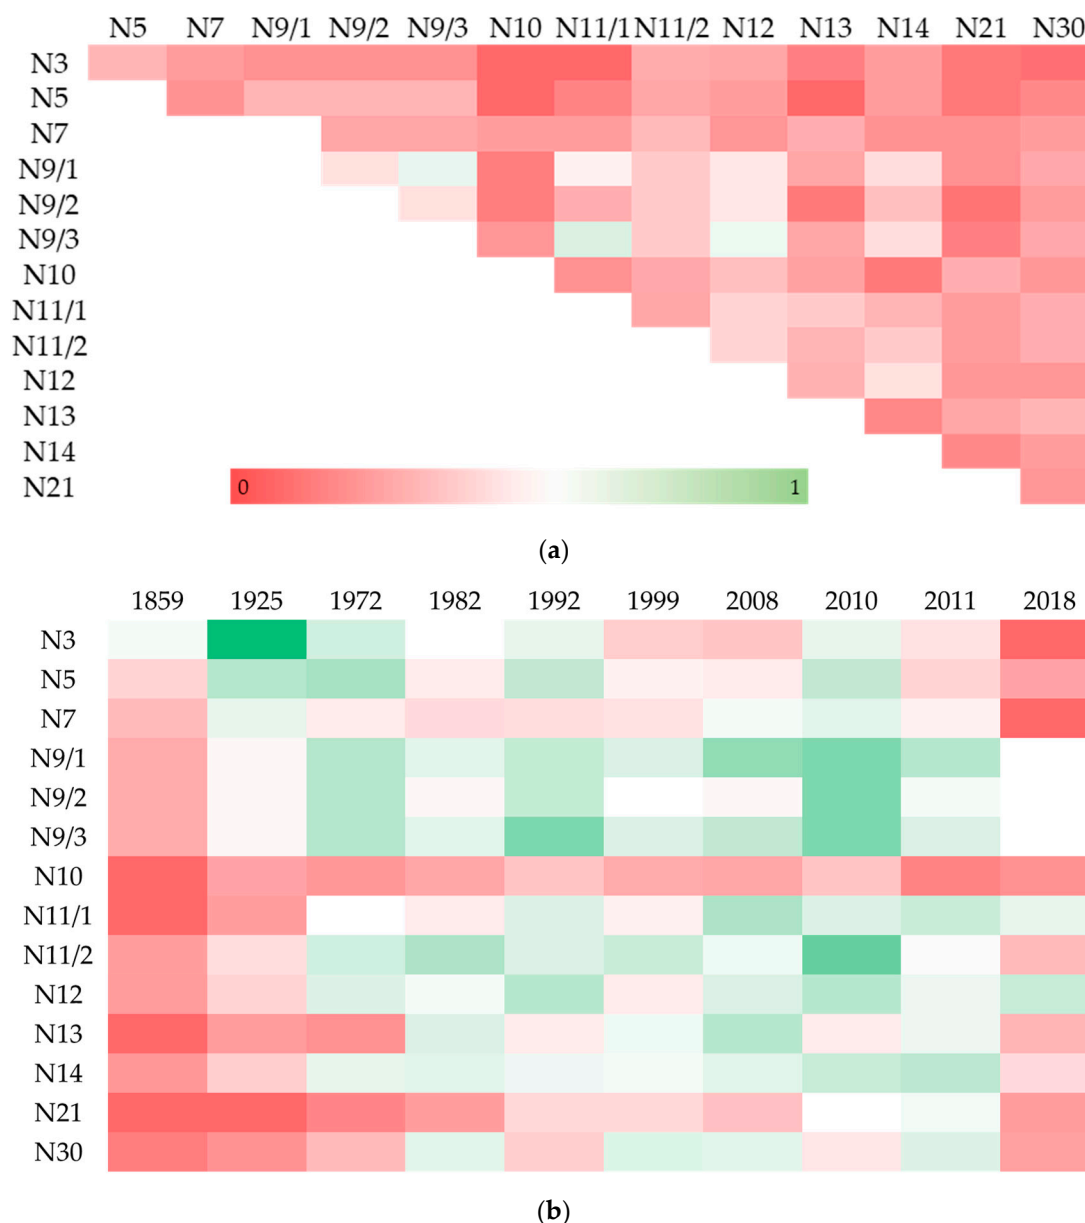 N5 N7 N9/1 N9/2 N9/3 N10 N11/1 N11/2 N12 N13 N14 N21 N30
N3
N5
N7
N9/1
N9/2
N9/3
N10
N11/1
N11/2
N12
N13
N14
N21
0 1
(a)
1859 1925 1972 1982 1992 1999 2008 2010 2011 2018
N3
N5
N7
N9/1
N9/2
N9/3
N10
N11/1
N11/2
N12
N13
N14
N21
N30
(b)